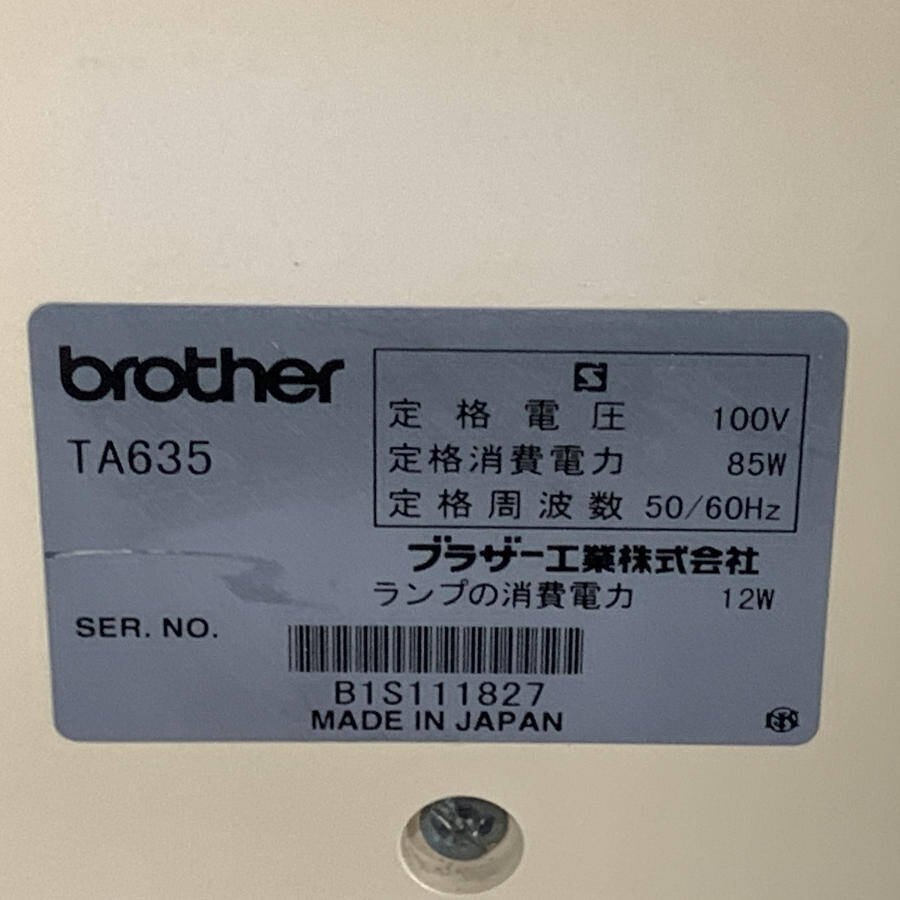 brother
TA635
定格電圧 100V
定格消費電力 85W
定格周波数 50/60Hz
ブラザー工業株式会社
ランプの消費電力 12W
SER. NO.
B1S111827
MADE IN JAPAN